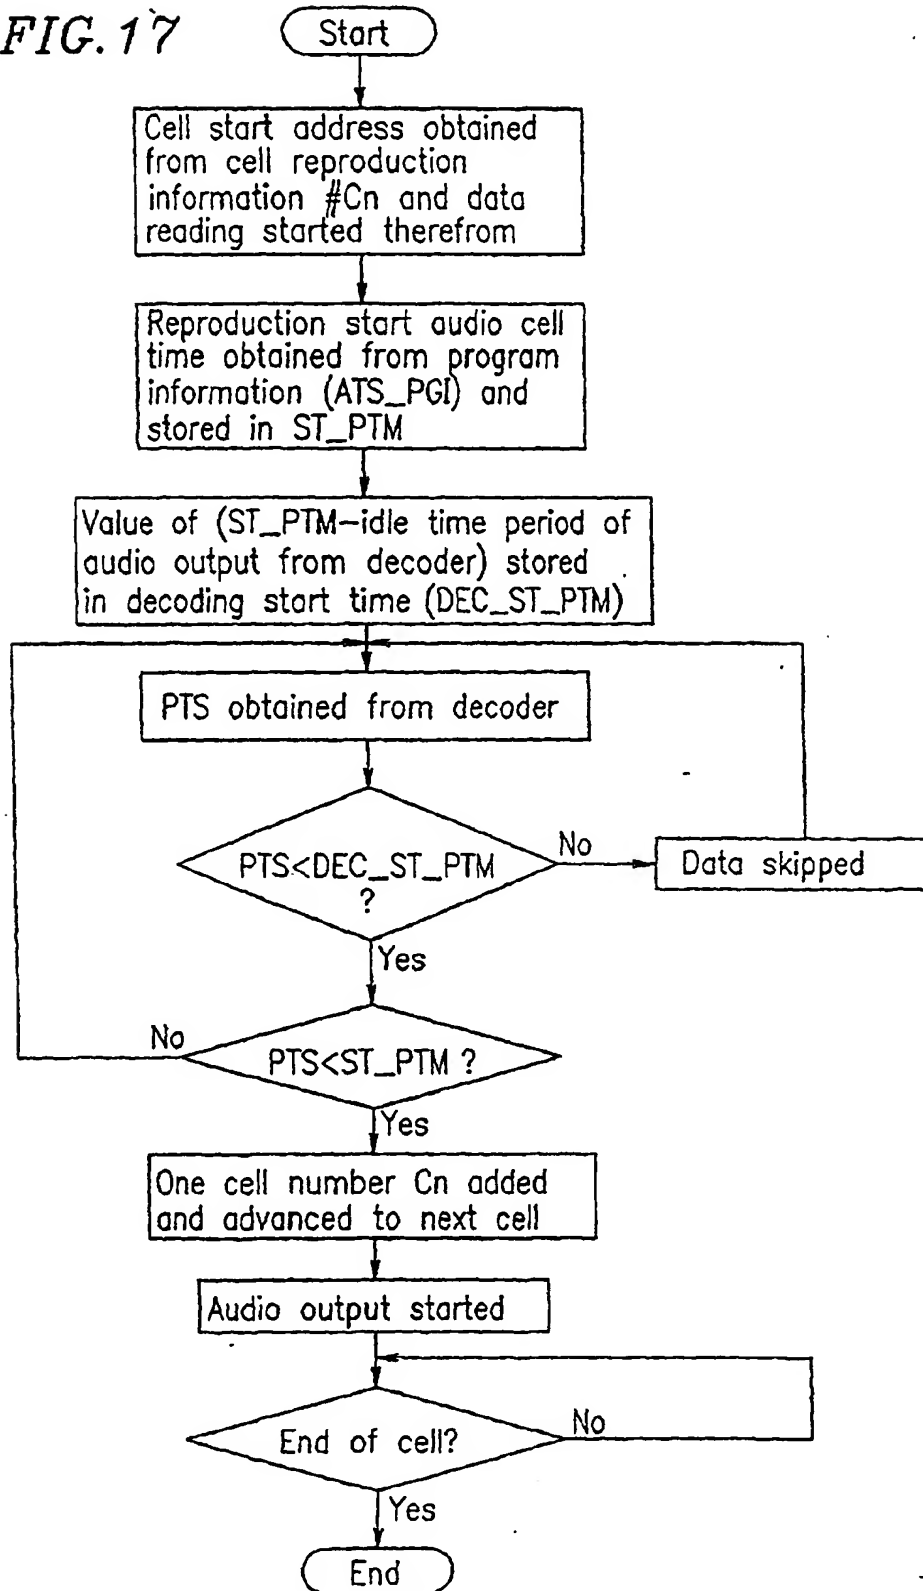 FIG.17
Start
Cell start address obtained
from cell reproduction
information #Cn and data
reading started therefrom
Reproduction start audio cell
time obtained from program
information (ATS_PGI) and
stored in ST_PTM
Value of (ST_PTM-idle time period of
audio output from decoder) stored
in decoding start time (DEC_ST_PTM)
PTS obtained from decoder
PTS<DEC_ST_PTM
?
No
Data skipped
Yes
No
PTS<ST_PTM ?
Yes
One cell number Cn added
and advanced to next cell
Audio output started
End of cell?
No
Yes
End